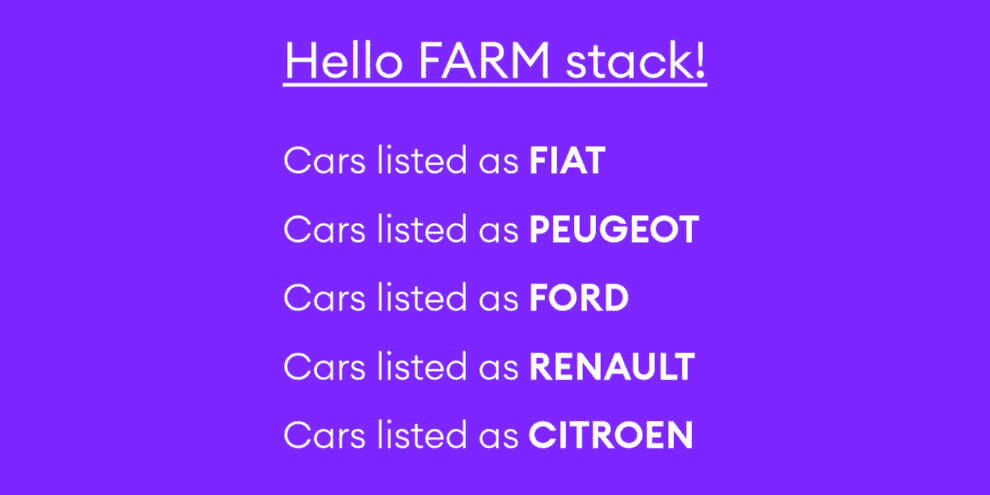 Hello FARM stack!
Cars listed as FIAT
Cars listed as PEUGEOT
Cars listed as FORD
Cars listed as RENAULT
Cars listed as CITROEN